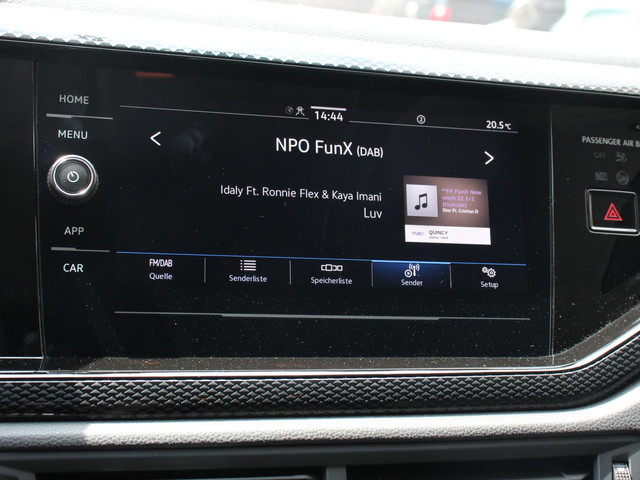 HOME
MENU
APP
CAR
14:44
20.5°C
NPO FunX (DAB)
Idaly Ft. Ronnie Flex & Kaya Imani
Luv
QUINCY
FM/DAB
Quelle
Senderliste
Speicherliste
Sender
Setup
PASSENGER AIR B
OFF